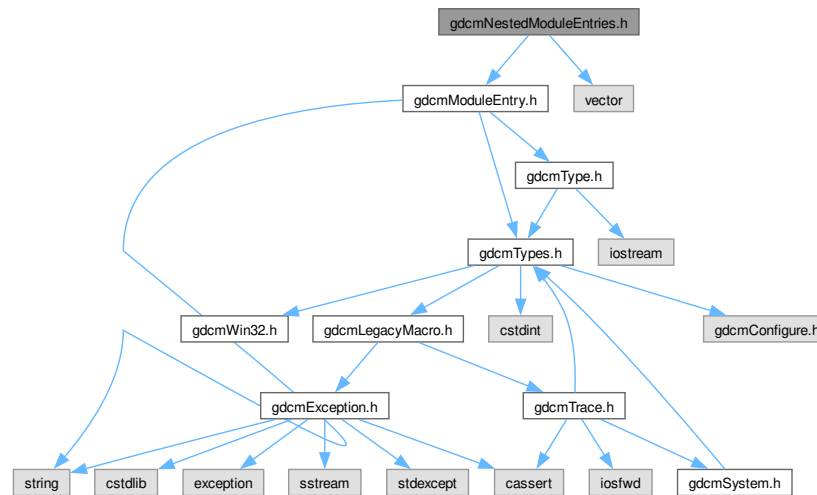 gdcmNestedModuleEntries.h
gdcmModuleEntry.h
vector
gdcmType.h
gdcmTypes.h
iostream
gdcmWin32.h
gdcmLegacyMacro.h
cstdint
gdcmConfigure.h
gdcmException.h
gdcmTrace.h
string
cstdlib
exception
sstream
stdexcept
cassert
iosfwd
gdcmSystem.h